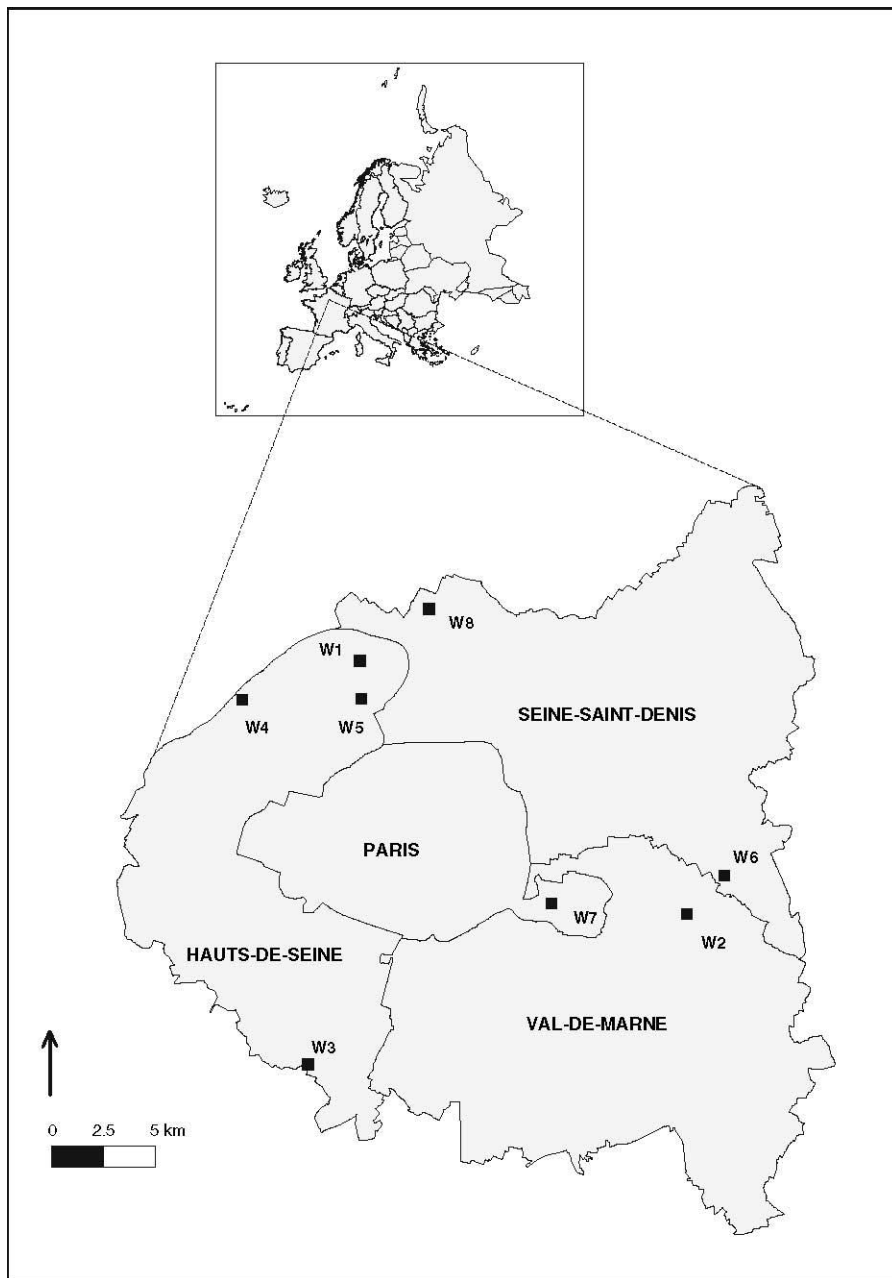 W8
W1
W5
W4
SEINE-SAINT-DENIS
PARIS
W6
W7
W2
HAUTS-DE-SEINE
VAL-DE-MARNE
W3
0 2.5 5 km